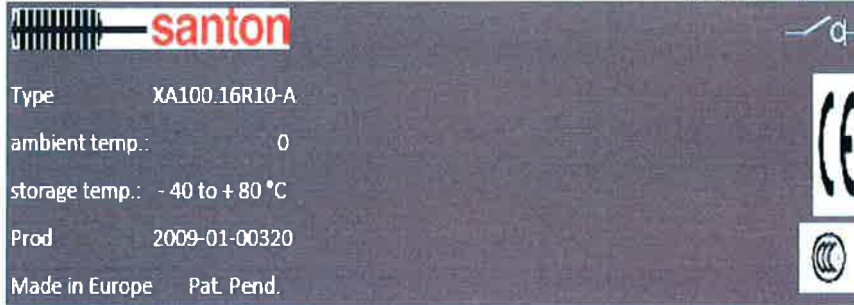 santon
Type XA100.16R10-A
ambient temp.: 0
storage temp.: - 40 to + 80 °C
Prod 2009-01-00320
Made in Europe Pat. Pend.
CE
CCC